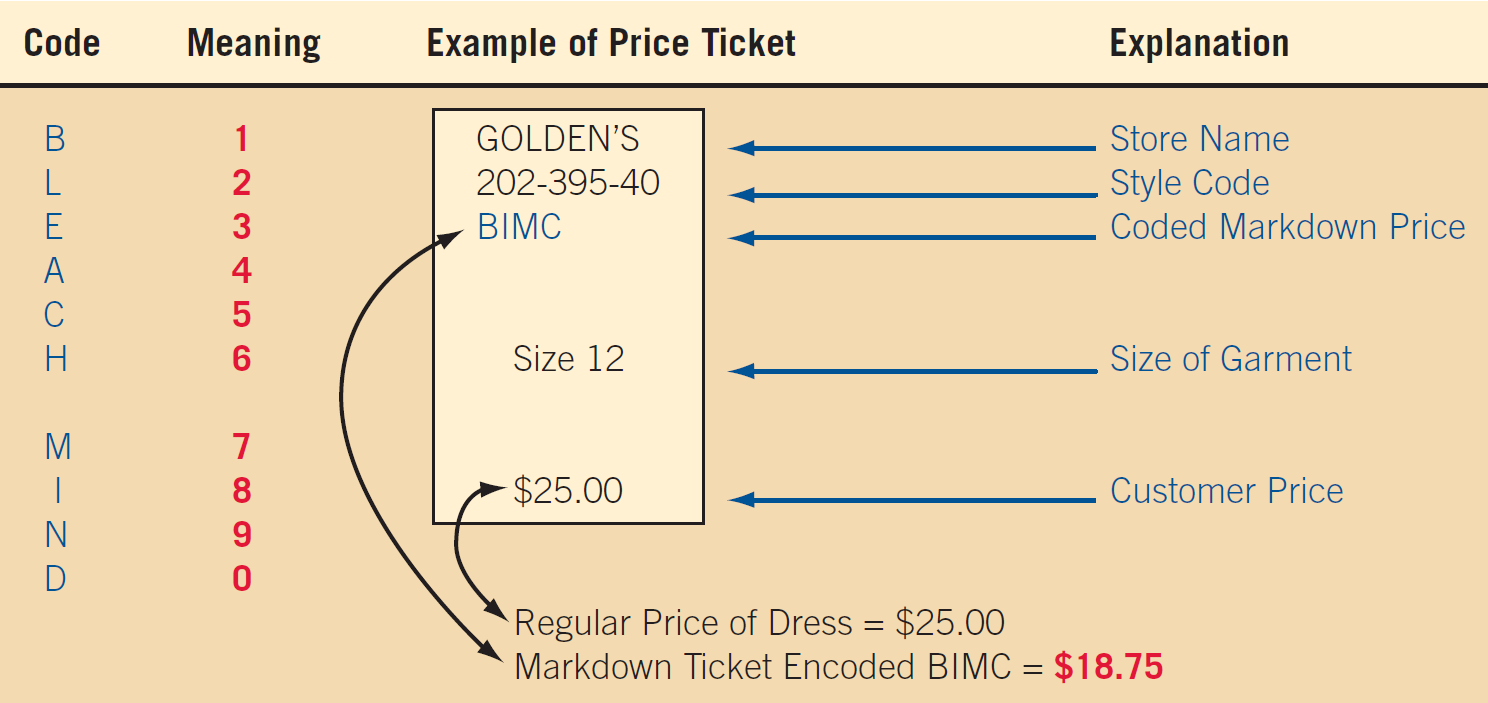 Code Meaning Example of Price Ticket Explanation
B 1 GOLDEN'S Store Name
L 2 202-395-40 Style Code
E 3 BIMC Coded Markdown Price
A 4
C 5
H 6 Size 12 Size of Garment
M 7
I 8 $25.00 Customer Price
N 9
D 0
Regular Price of Dress = $25.00
Markdown Ticket Encoded BIMC = $18.75